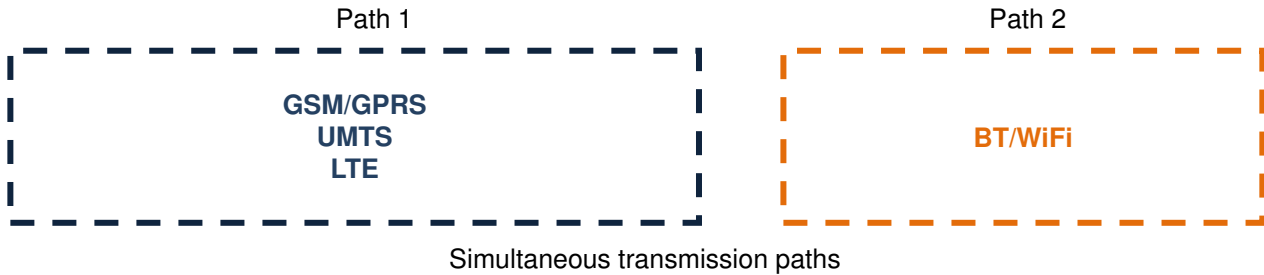 Path 1
Path 2
GSM/GPRS
UMTS
LTE
BT/WiFi
Simultaneous transmission paths